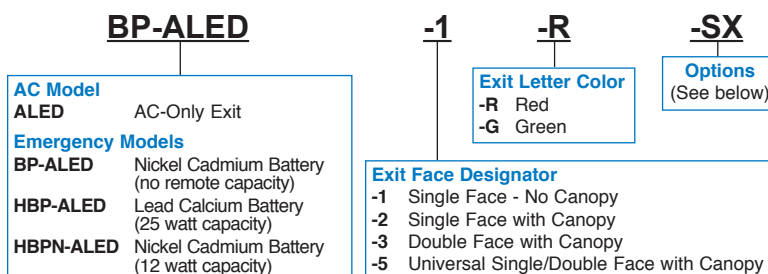 BP-ALED -1 -R -SX
AC Model
ALED AC-Only Exit
Emergency Models
BP-ALED Nickel Cadmium Battery
(no remote capacity)
HBP-ALED Lead Calcium Battery
(25 watt capacity)
HBPN-ALED Nickel Cadmium Battery
(12 watt capacity)
Exit Letter Color
-R Red
-G Green
Options
(See below)
Exit Face Designator
-1 Single Face - No Canopy
-2 Single Face with Canopy
-3 Double Face with Canopy
-5 Universal Single/Double Face with Canopy